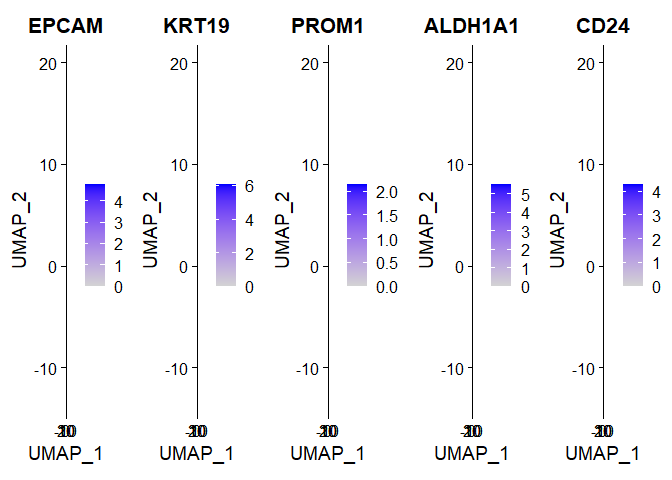 EPCAM KRT19 PROM1 ALDH1A1 CD24
20 20 20 20 20
10 10 10 10 10
UMAP_2 UMAP_2 UMAP_2 UMAP_2 UMAP_2
4 3 2 1 0
6 4 2 0
2.0 1.5 1.0 0.5 0.0
5 4 3 2 1 0
4 3 2 1 0
0 0 0 0 0
-10 -10 -10 -10 -10
UMAP_1 UMAP_1 UMAP_1 UMAP_1 UMAP_1